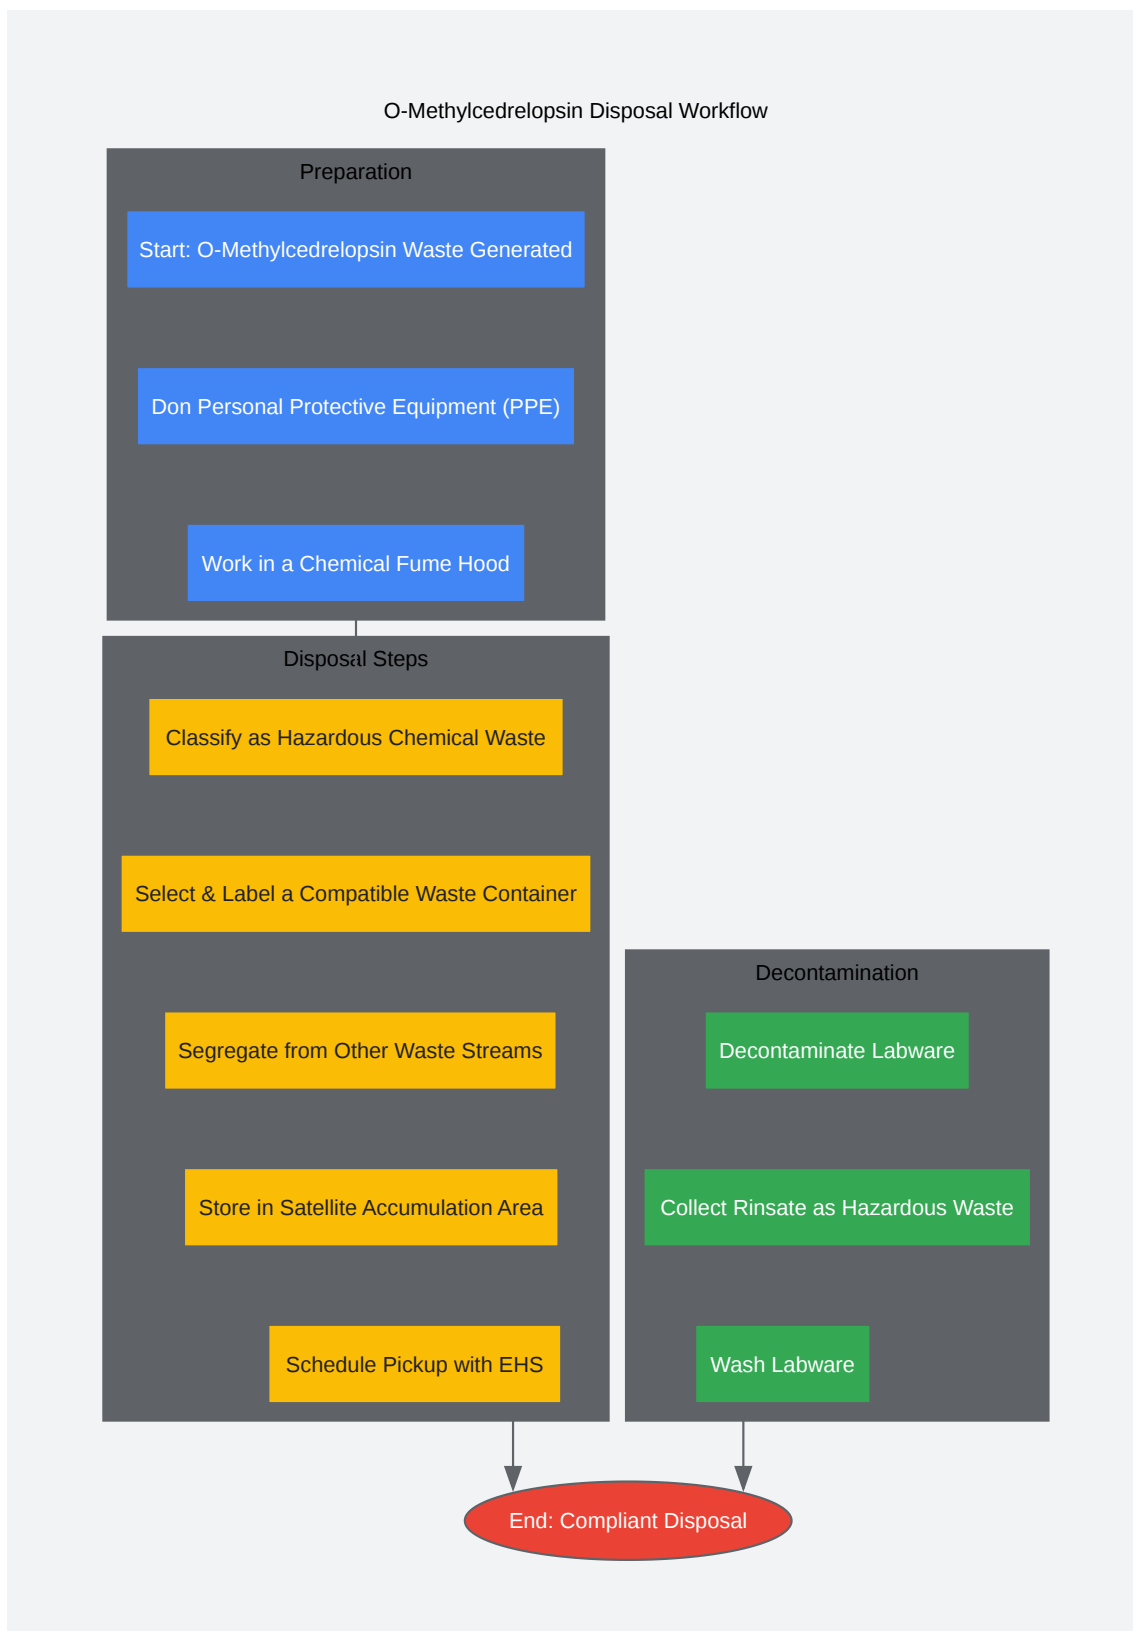 O-Methylcedrelopsin Disposal Workflow
Preparation
Start: O-Methylcedrelopsin Waste Generated
Don Personal Protective Equipment (PPE)
Work in a Chemical Fume Hood
Disposal Steps
Classify as Hazardous Chemical Waste
Select & Label a Compatible Waste Container
Segregate from Other Waste Streams
Store in Satellite Accumulation Area
Schedule Pickup with EHS
Decontamination
Decontaminate Labware
Collect Rinsate as Hazardous Waste
Wash Labware
End: Compliant Disposal